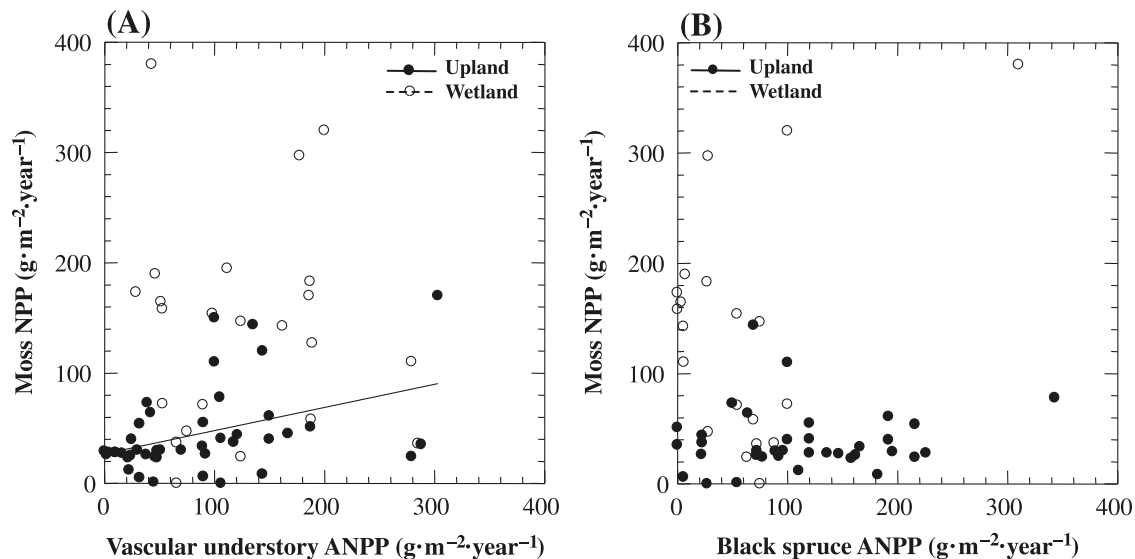 (A)
400
300
200
100
0
Moss NPP (g·m⁻²·year⁻¹)
Upland
Wetland
0 100 200 300 400
Vascular understory ANPP (g·m⁻²·year⁻¹)
(B)
400
300
200
100
0
Moss NPP (g·m⁻²·year⁻¹)
Upland
Wetland
0 100 200 300 400
Black spruce ANPP (g·m⁻²·year⁻¹)